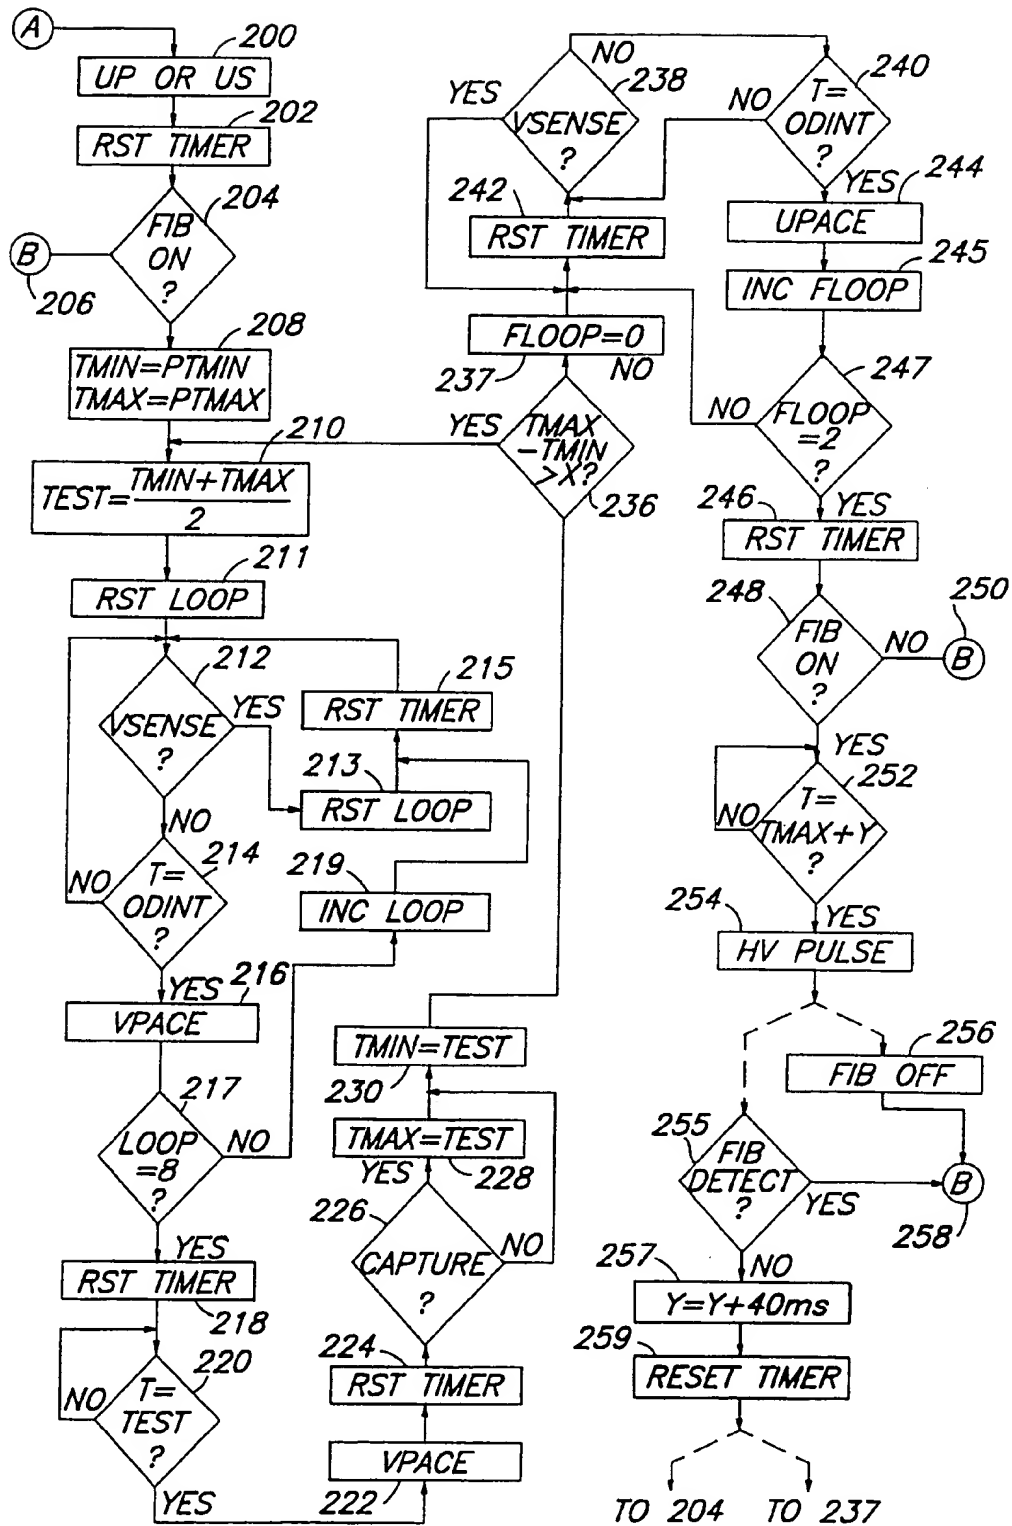 A
200
UP OR US
202
RST TIMER
204
FIB
ON
?
B
206
208
TMIN=PTMIN
TMAX=PTMAX
210
TEST=TMIN+TMAX
2
211
RST LOOP
212
VSENSE
?
YES
NO
215
RST TIMER
213
RST LOOP
214
T=
ODINT
?
NO
YES
219
INC LOOP
216
VPACE
217
LOOP
=8
?
NO
YES
RST TIMER
218
220
T=
TEST
?
NO
YES
VPACE
222
224
RST TIMER
226
CAPTURE
?
YES
NO
TMAX=TEST
228
TMIN=TEST
230
YES
TMAX
-TMIN
>X?
236
NO
FLOOP=0
237
242
RST TIMER
YES
NO
238
VSENSE
?
240
T=
ODINT
?
NO
YES
244
UPACE
245
INC FLOOP
247
FLOOP
=2
?
NO
YES
246
RST TIMER
248
FIB
ON
?
NO
250
B
YES
252
T=
TMAX+Y
?
NO
YES
254
HV PULSE
256
FIB OFF
255
FIB
DETECT
?
YES
B
258
NO
257
Y=Y+40ms
259
RESET TIMER
TO 204
TO 237